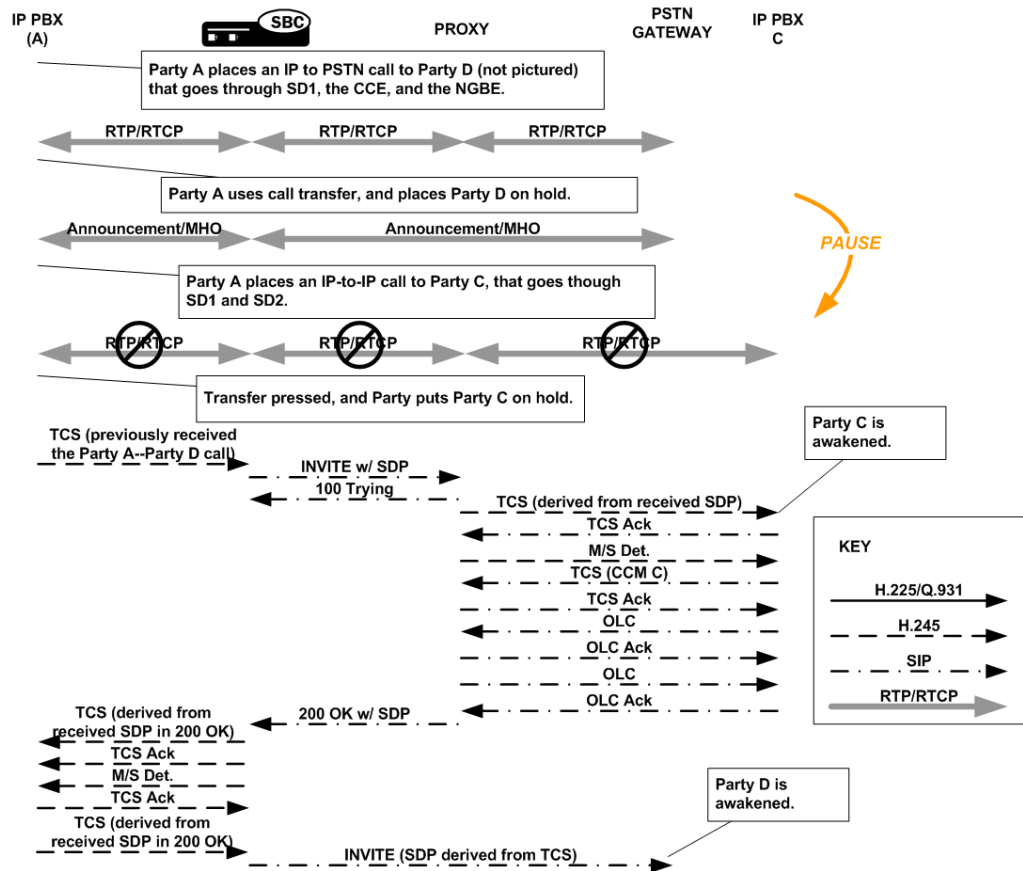 IP PBX
(A)
SBC
PROXY
PSTN
GATEWAY
IP PBX
C
Party A places an IP to PSTN call to Party D (not pictured)
that goes through SD1, the CCE, and the NGBE.
RTP/RTCP
RTP/RTCP
RTP/RTCP
Party A uses call transfer, and places Party D on hold.
Announcement/MHO
Announcement/MHO
PAUSE
Party A places an IP-to-IP call to Party C, that goes though
SD1 and SD2.
RTP/RTCP
RTP/RTCP
RTP/RTCP
Transfer pressed, and Party puts Party C on hold.
Party C is
awakened.
TCS (previously received
the Party A--Party D call)
INVITE w/ SDP
100 Trying
TCS (derived from received SDP)
TCS Ack
M/S Det.
TCS (CCM C)
TCS Ack
OLC
OLC Ack
OLC
OLC Ack
KEY
H.225/Q.931
H.245
SIP
RTP/RTCP
200 OK w/ SDP
TCS (derived from
received SDP in 200 OK)
TCS Ack
M/S Det.
TCS Ack
TCS (derived from
received SDP in 200 OK)
Party D is
awakened.
INVITE (SDP derived from TCS)